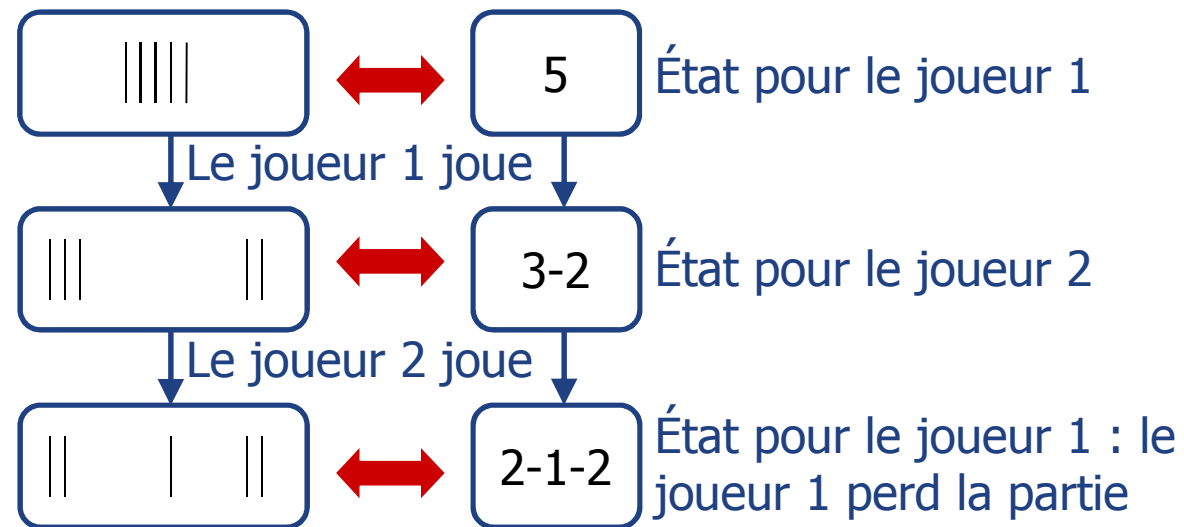 5 État pour le joueur 1
Le joueur 1 joue
3-2 État pour le joueur 2
Le joueur 2 joue
2-1-2 État pour le joueur 1 : le
joueur 1 perd la partie